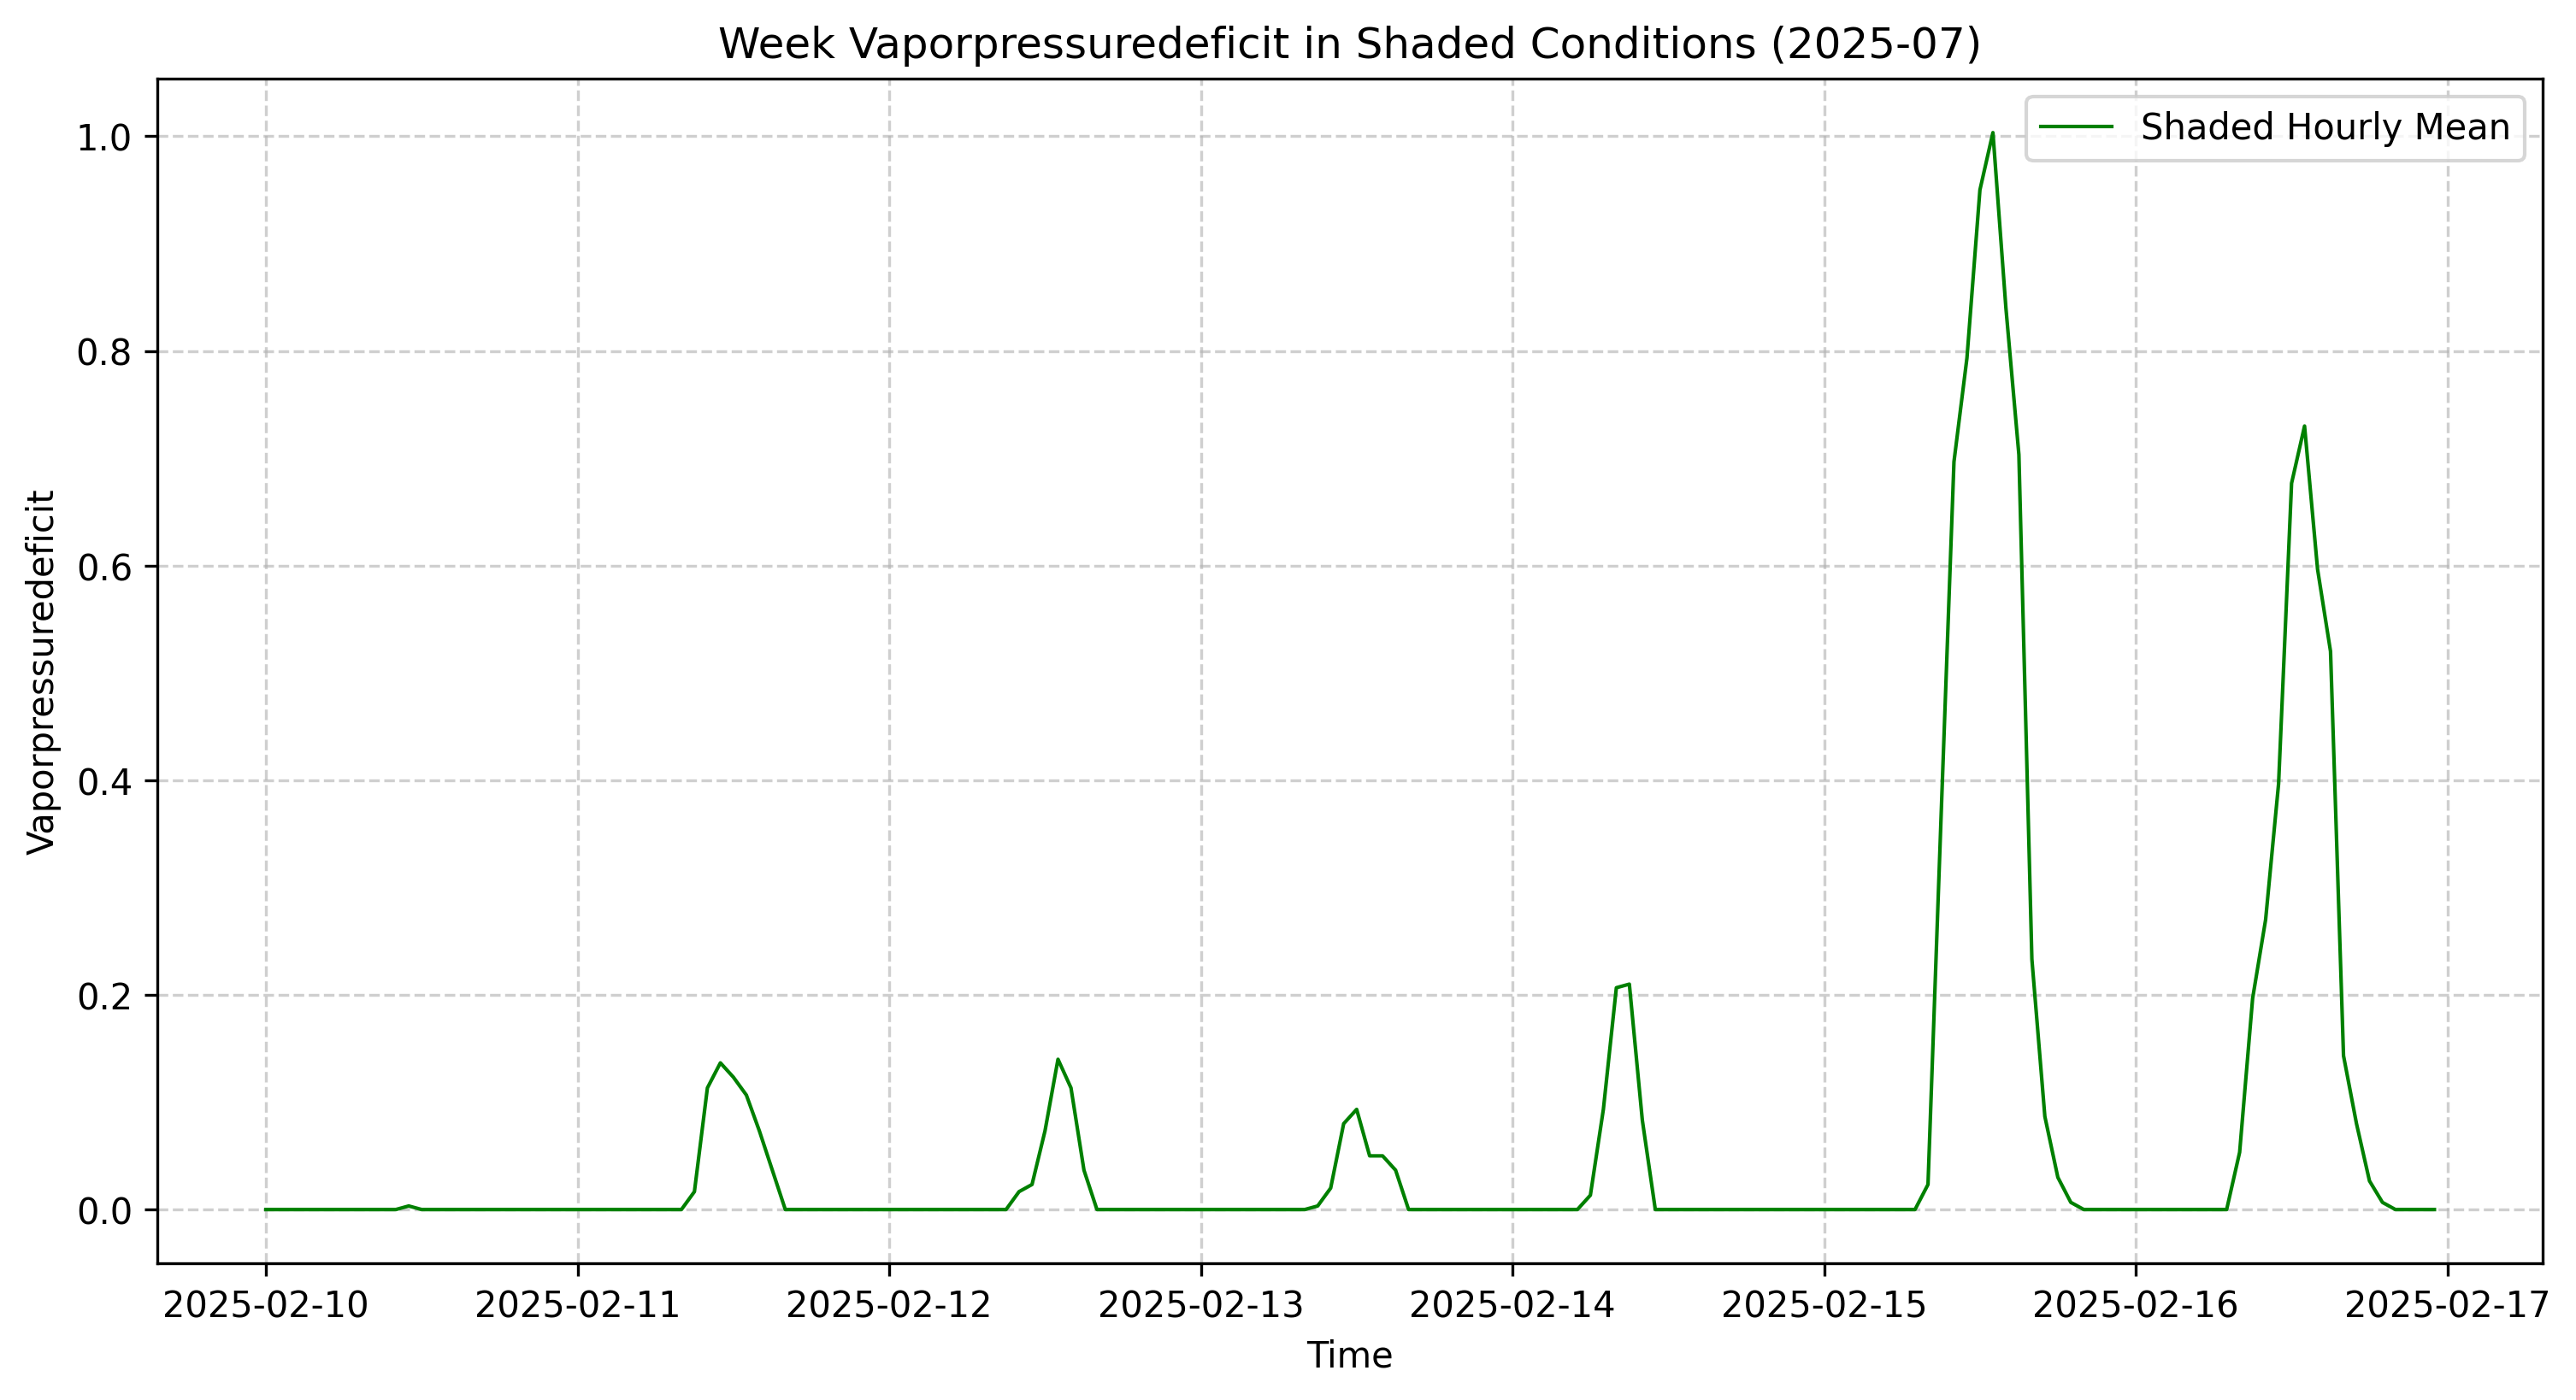 Week Vaporpressuredeficit in Shaded Conditions (2025-07)
Shaded Hourly Mean
Vaporpressuredeficit
1.0
0.8
0.6
0.4
0.2
0.0
2025-02-10 2025-02-11 2025-02-12 2025-02-13 2025-02-14 2025-02-15 2025-02-16 2025-02-17
Time